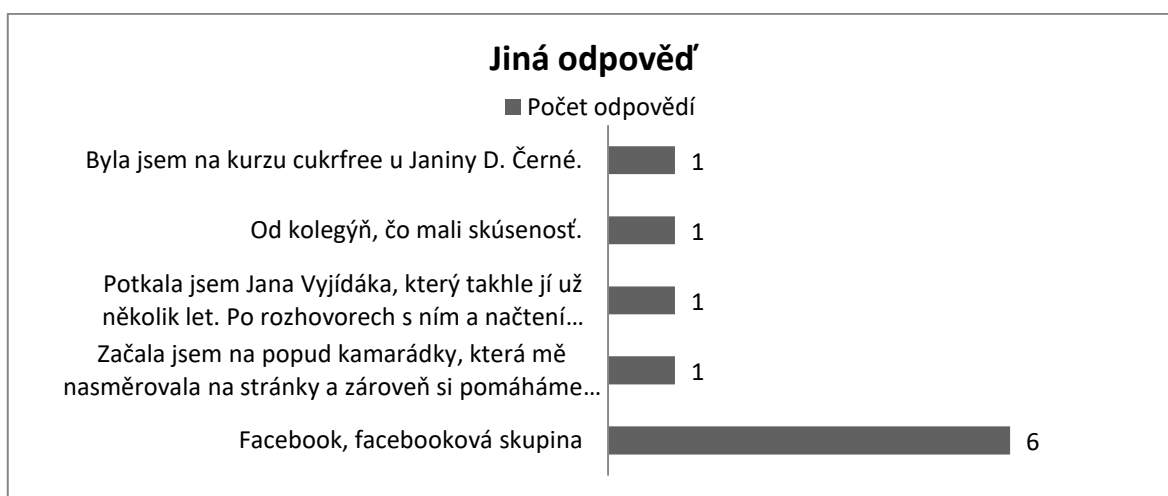 Jiná odpověď
Počet odpovědí
Byla jsem na kurzu cukrfree u Janiny D. Černé.
1
Od kolegýň, čo mali skúsenosť.
1
Potkala jsem Jana Vyjídáka, který takhle jí už
několik let. Po rozhovorech s ním a načtení…
1
Začala jsem na popud kamarádky, která mě
nasměrovala na stránky a zároveň si pomáháme…
1
Facebook, facebooková skupina
6